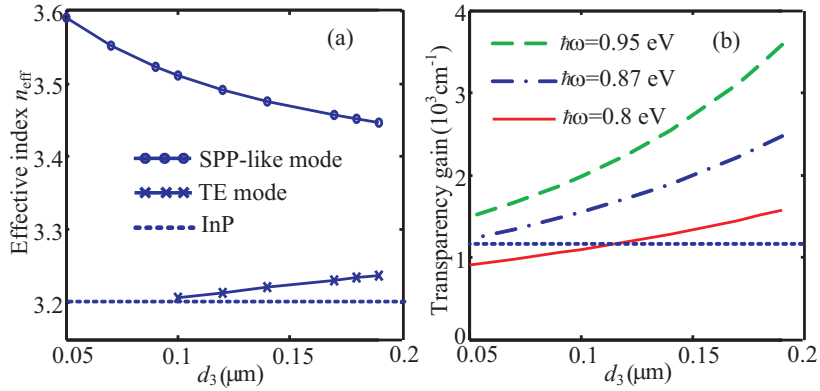 (a)
3.6
3.5
3.4
3.3
3.2
Effective index n_eff
SPP-like mode
TE mode
InP
0.05
0.1
0.15
0.2
d₃ (μm)
(b)
4
3
2
1
0
Transparency gain (10³cm⁻¹)
ħω=0.95 eV
ħω=0.87 eV
ħω=0.8 eV
0.05
0.1
0.15
0.2
d₃ (μm)